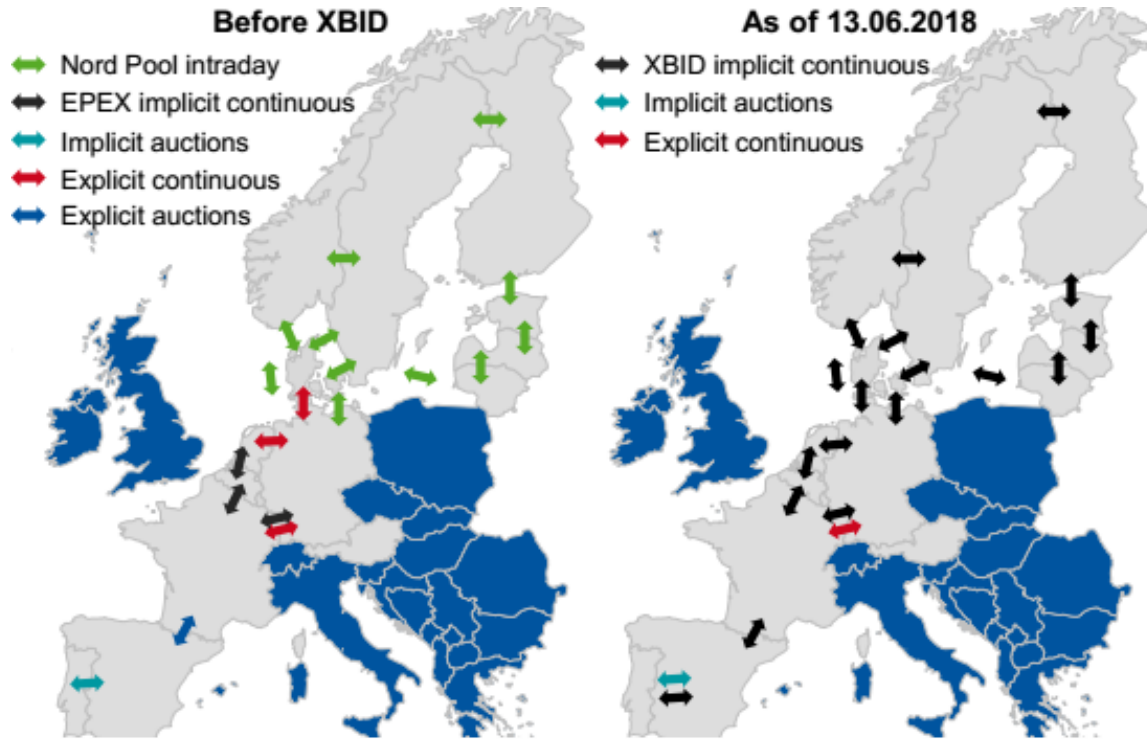 Before XBID
Nord Pool intraday
EPEX implicit continuous
Implicit auctions
Explicit continuous
Explicit auctions
As of 13.06.2018
XBID implicit continuous
Implicit auctions
Explicit continuous